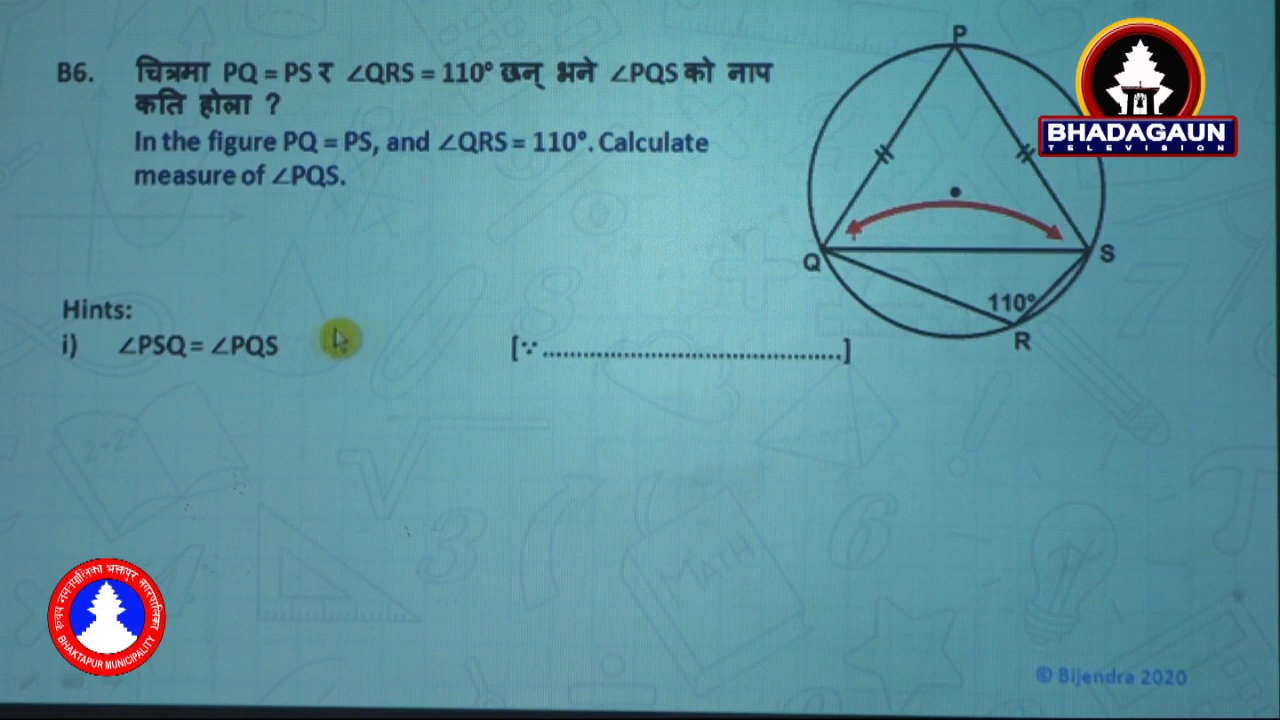 B6. चित्रमा PQ = PS र ∠QRS = 110° छन् भने ∠PQS को नाप
कति होला ?
In the figure PQ = PS, and ∠QRS = 110°. Calculate
measure of ∠PQS.
P
BHADAGAUN
TELEVISION
Q
S
110°
R
Hints:
i) ∠PSQ = ∠PQS [∵ ............................................]
MATH
BHAKTAPUR MUNICIPALITY
© Bijendra 2020